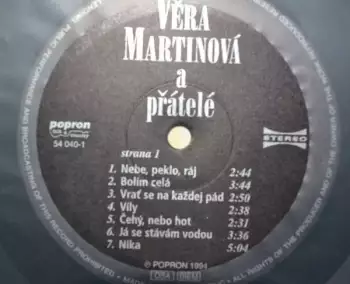 VĚRA
MARTINOVÁ
a
přátelé
popron
54 040-1
STEREO
strana 1
1. Nebe, peklo, ráj 2:44
2. Bolím celá 3:44
3. Vrať se na každej pád 2:50
4. Víly 2:38
5. Čehý, nebo hot 2:31
6. Já se stávám vodou 3:36
7. Nika 5:04
℗ © POPRON 1994